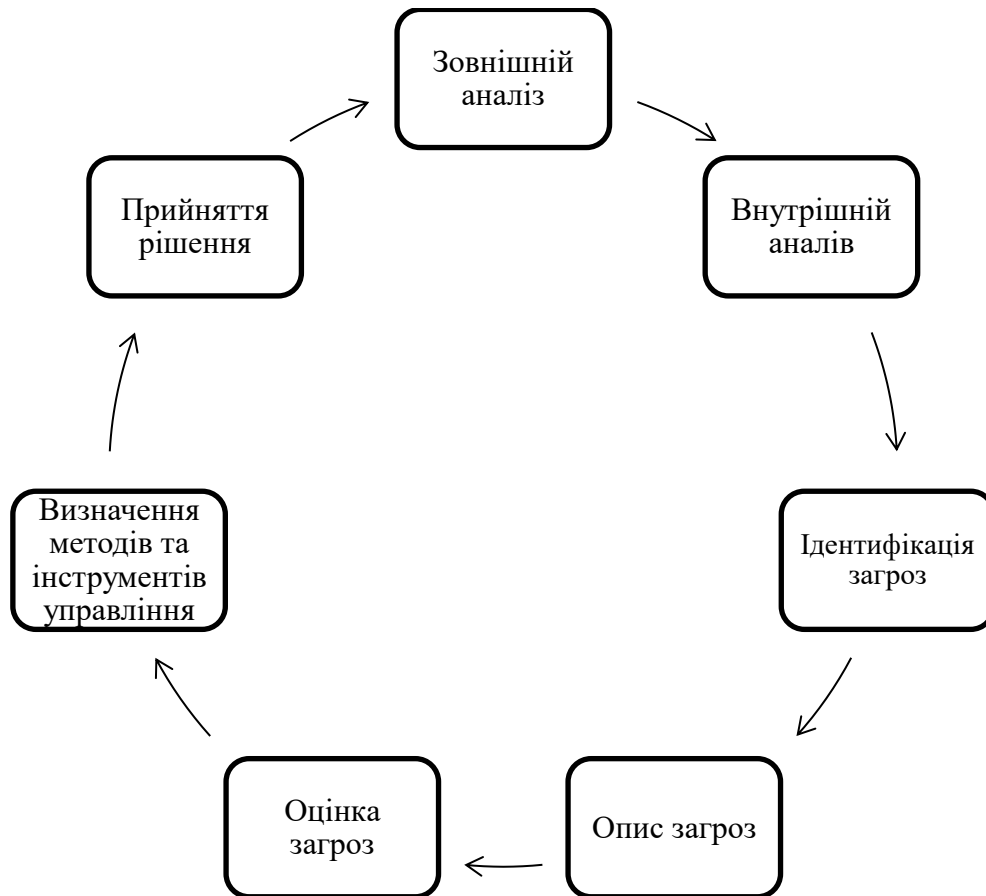 Зовнішній
аналіз
Внутрішній
аналів
Ідентифікація
загроз
Опис загроз
Оцінка
загроз
Визначення
методів та
інструментів
управління
Прийняття
рішення